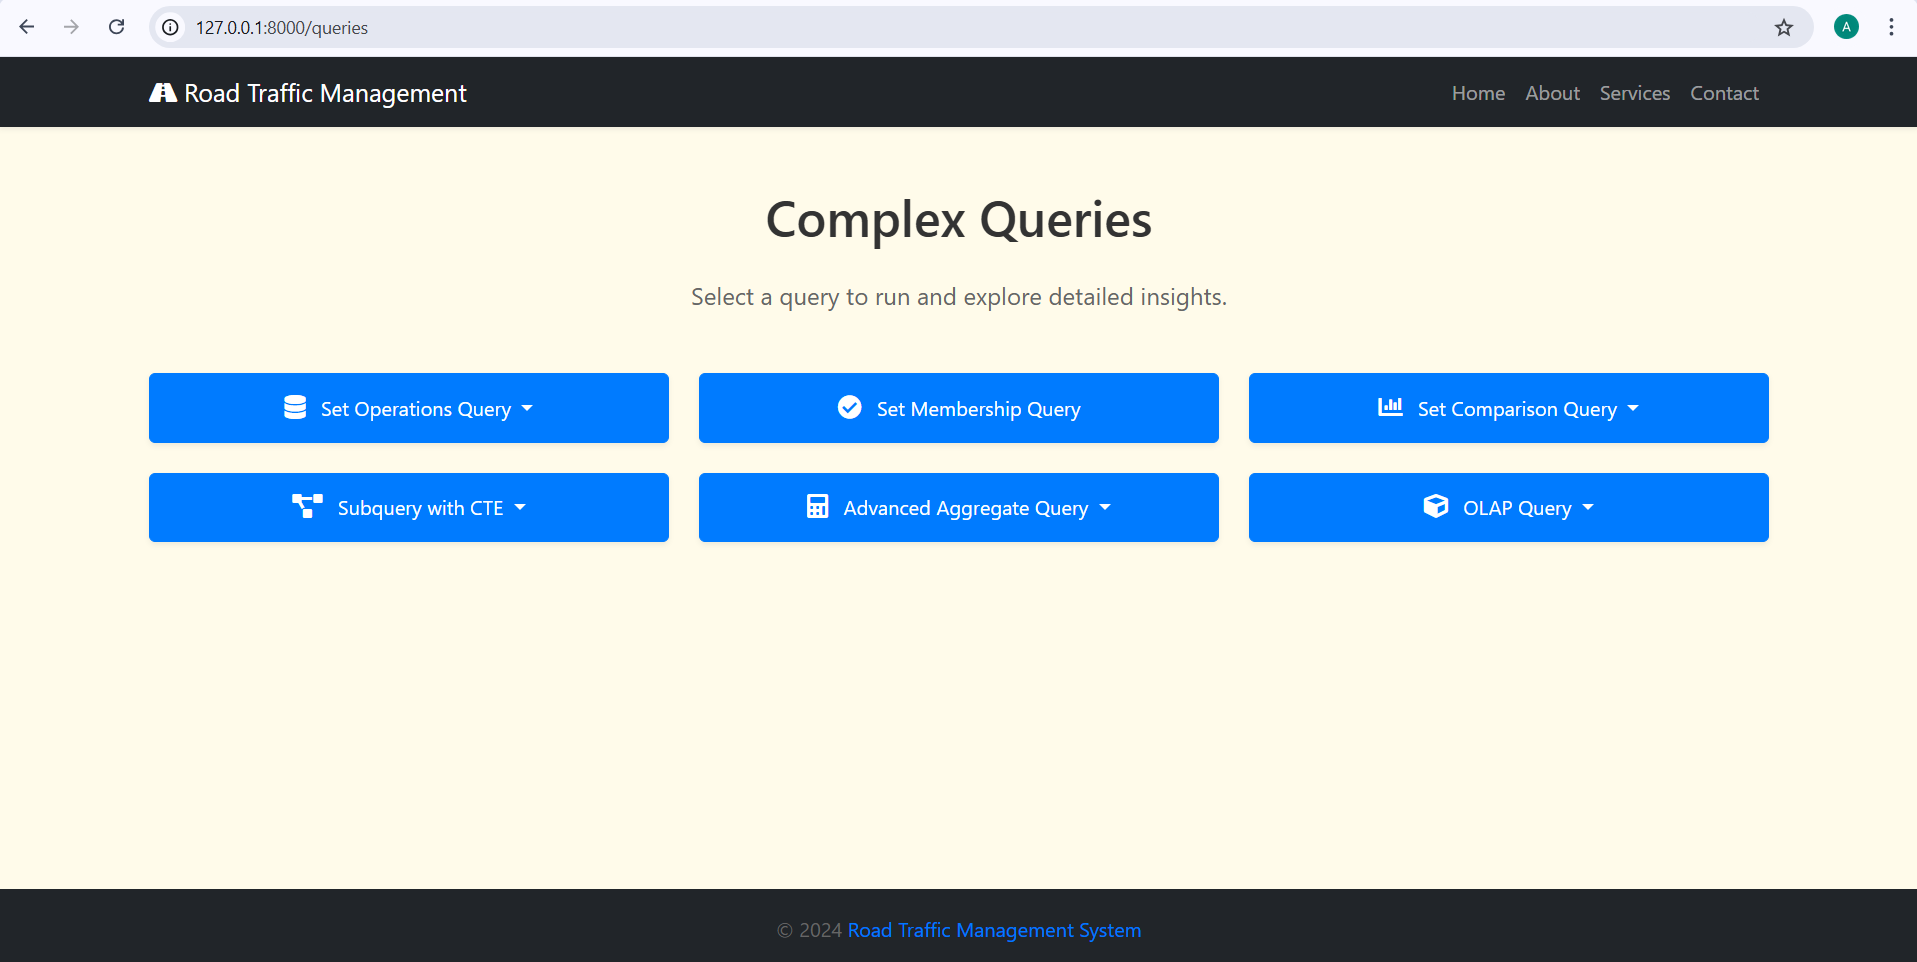 127.0.0.1:8000/queries
A
Road Traffic Management
Home About Services Contact
Complex Queries
Select a query to run and explore detailed insights.
Set Operations Query
Set Membership Query
Set Comparison Query
Subquery with CTE
Advanced Aggregate Query
OLAP Query
© 2024 Road Traffic Management System